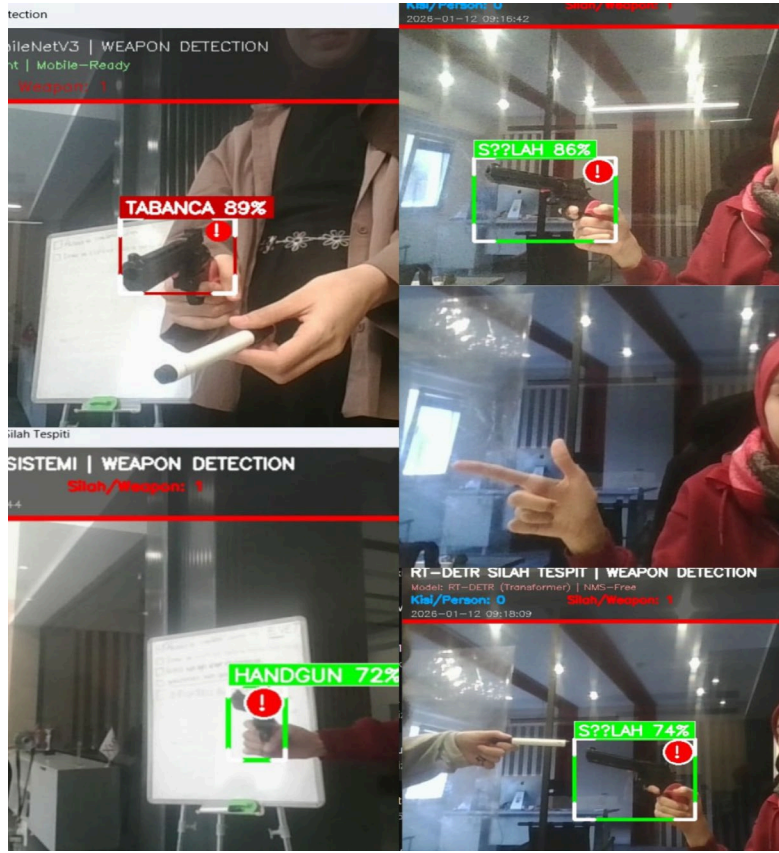 tection
bileNetV3 | WEAPON DETECTION
nt | Mobile-Ready
Weapon: 1
TABANCA 89%
!
Silah Tespiti
SISTEMI | WEAPON DETECTION
Silah/Weapon: 1
44
HANDGUN 72%
!
Kisi/Person: 0 Silah/Weapon: 1
2026-01-12 09:16:42
S??LAH 86%
!
RT-DETR SILAH TESPIT | WEAPON DETECTION
Model: RT-DETR (Transformer) | NMS-Free
Kisi/Person: 0 Silah/Weapon: 1
2026-01-12 09:18:09
S??LAH 74%
!